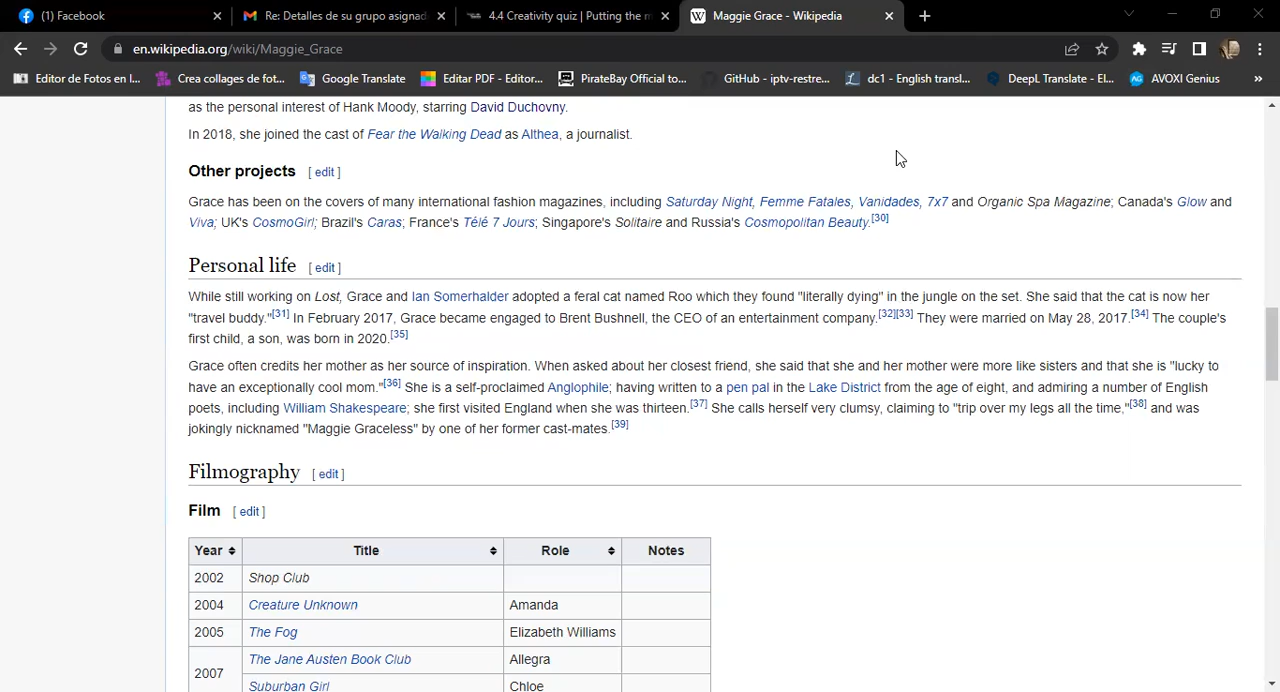 (1) Facebook
Re: Detalles de su grupo asignad
4.4 Creativity quiz | Putting the m
Maggie Grace - Wikipedia
en.wikipedia.org/wiki/Maggie_Grace
Editor de Fotos en l...
Crea collages de fot...
Google Translate
Editar PDF - Editor...
PirateBay Official to...
GitHub - iptv-restre...
dc1 - English transl...
DeepL Translate - El...
AVOXI Genius
»
as the personal interest of Hank Moody, starring David Duchovny.
In 2018, she joined the cast of Fear the Walking Dead as Althea, a journalist.
Other projects [ edit ]
Grace has been on the covers of many international fashion magazines, including Saturday Night, Femme Fatales, Vanidades, 7x7 and Organic Spa Magazine; Canada's Glow and
Viva; UK's CosmoGirl; Brazil's Caras; France's Télé 7 Jours; Singapore's Solitaire and Russia's Cosmopolitan Beauty.[30]
Personal life [ edit ]
While still working on Lost, Grace and Ian Somerhalder adopted a feral cat named Roo which they found "literally dying" in the jungle on the set. She said that the cat is now her
"travel buddy."[31] In February 2017, Grace became engaged to Brent Bushnell, the CEO of an entertainment company.[32][33] They were married on May 28, 2017.[34] The couple's
first child, a son, was born in 2020.[35]
Grace often credits her mother as her source of inspiration. When asked about her closest friend, she said that she and her mother were more like sisters and that she is "lucky to
have an exceptionally cool mom."[36] She is a self-proclaimed Anglophile; having written to a pen pal in the Lake District from the age of eight, and admiring a number of English
poets, including William Shakespeare; she first visited England when she was thirteen.[37] She calls herself very clumsy, claiming to "trip over my legs all the time,"[38] and was
jokingly nicknamed "Maggie Graceless" by one of her former cast-mates.[39]
Filmography [ edit ]
Film [ edit ]
Year Title Role Notes
2002 Shop Club
2004 Creature Unknown Amanda
2005 The Fog Elizabeth Williams
2007 The Jane Austen Book Club Allegra
Suburban Girl Chloe